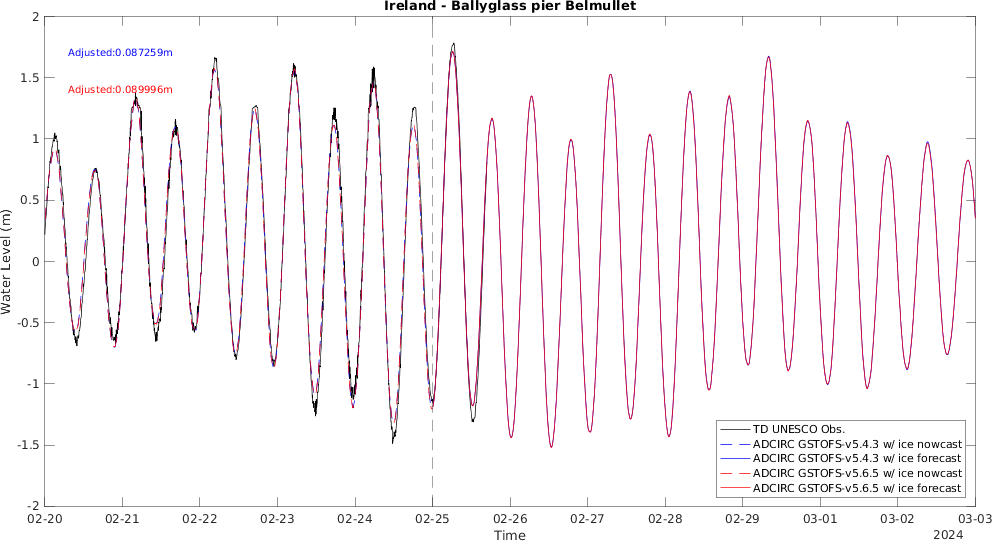 Ireland - Ballyglass pier Belmullet
2
Adjusted:0.087259m
1.5
Adjusted:0.089996m
1
0.5
0
-0.5
-1
-1.5
-2
Water Level (m)
TD UNESCO Obs.
ADCIRC GSTOFS-v5.4.3 w/ ice nowcast
ADCIRC GSTOFS-v5.4.3 w/ ice forecast
ADCIRC GSTOFS-v5.6.5 w/ ice nowcast
ADCIRC GSTOFS-v5.6.5 w/ ice forecast
02-20 02-21 02-22 02-23 02-24 02-25 02-26 02-27 02-28 02-29 03-01 03-02 03-03
Time
2024